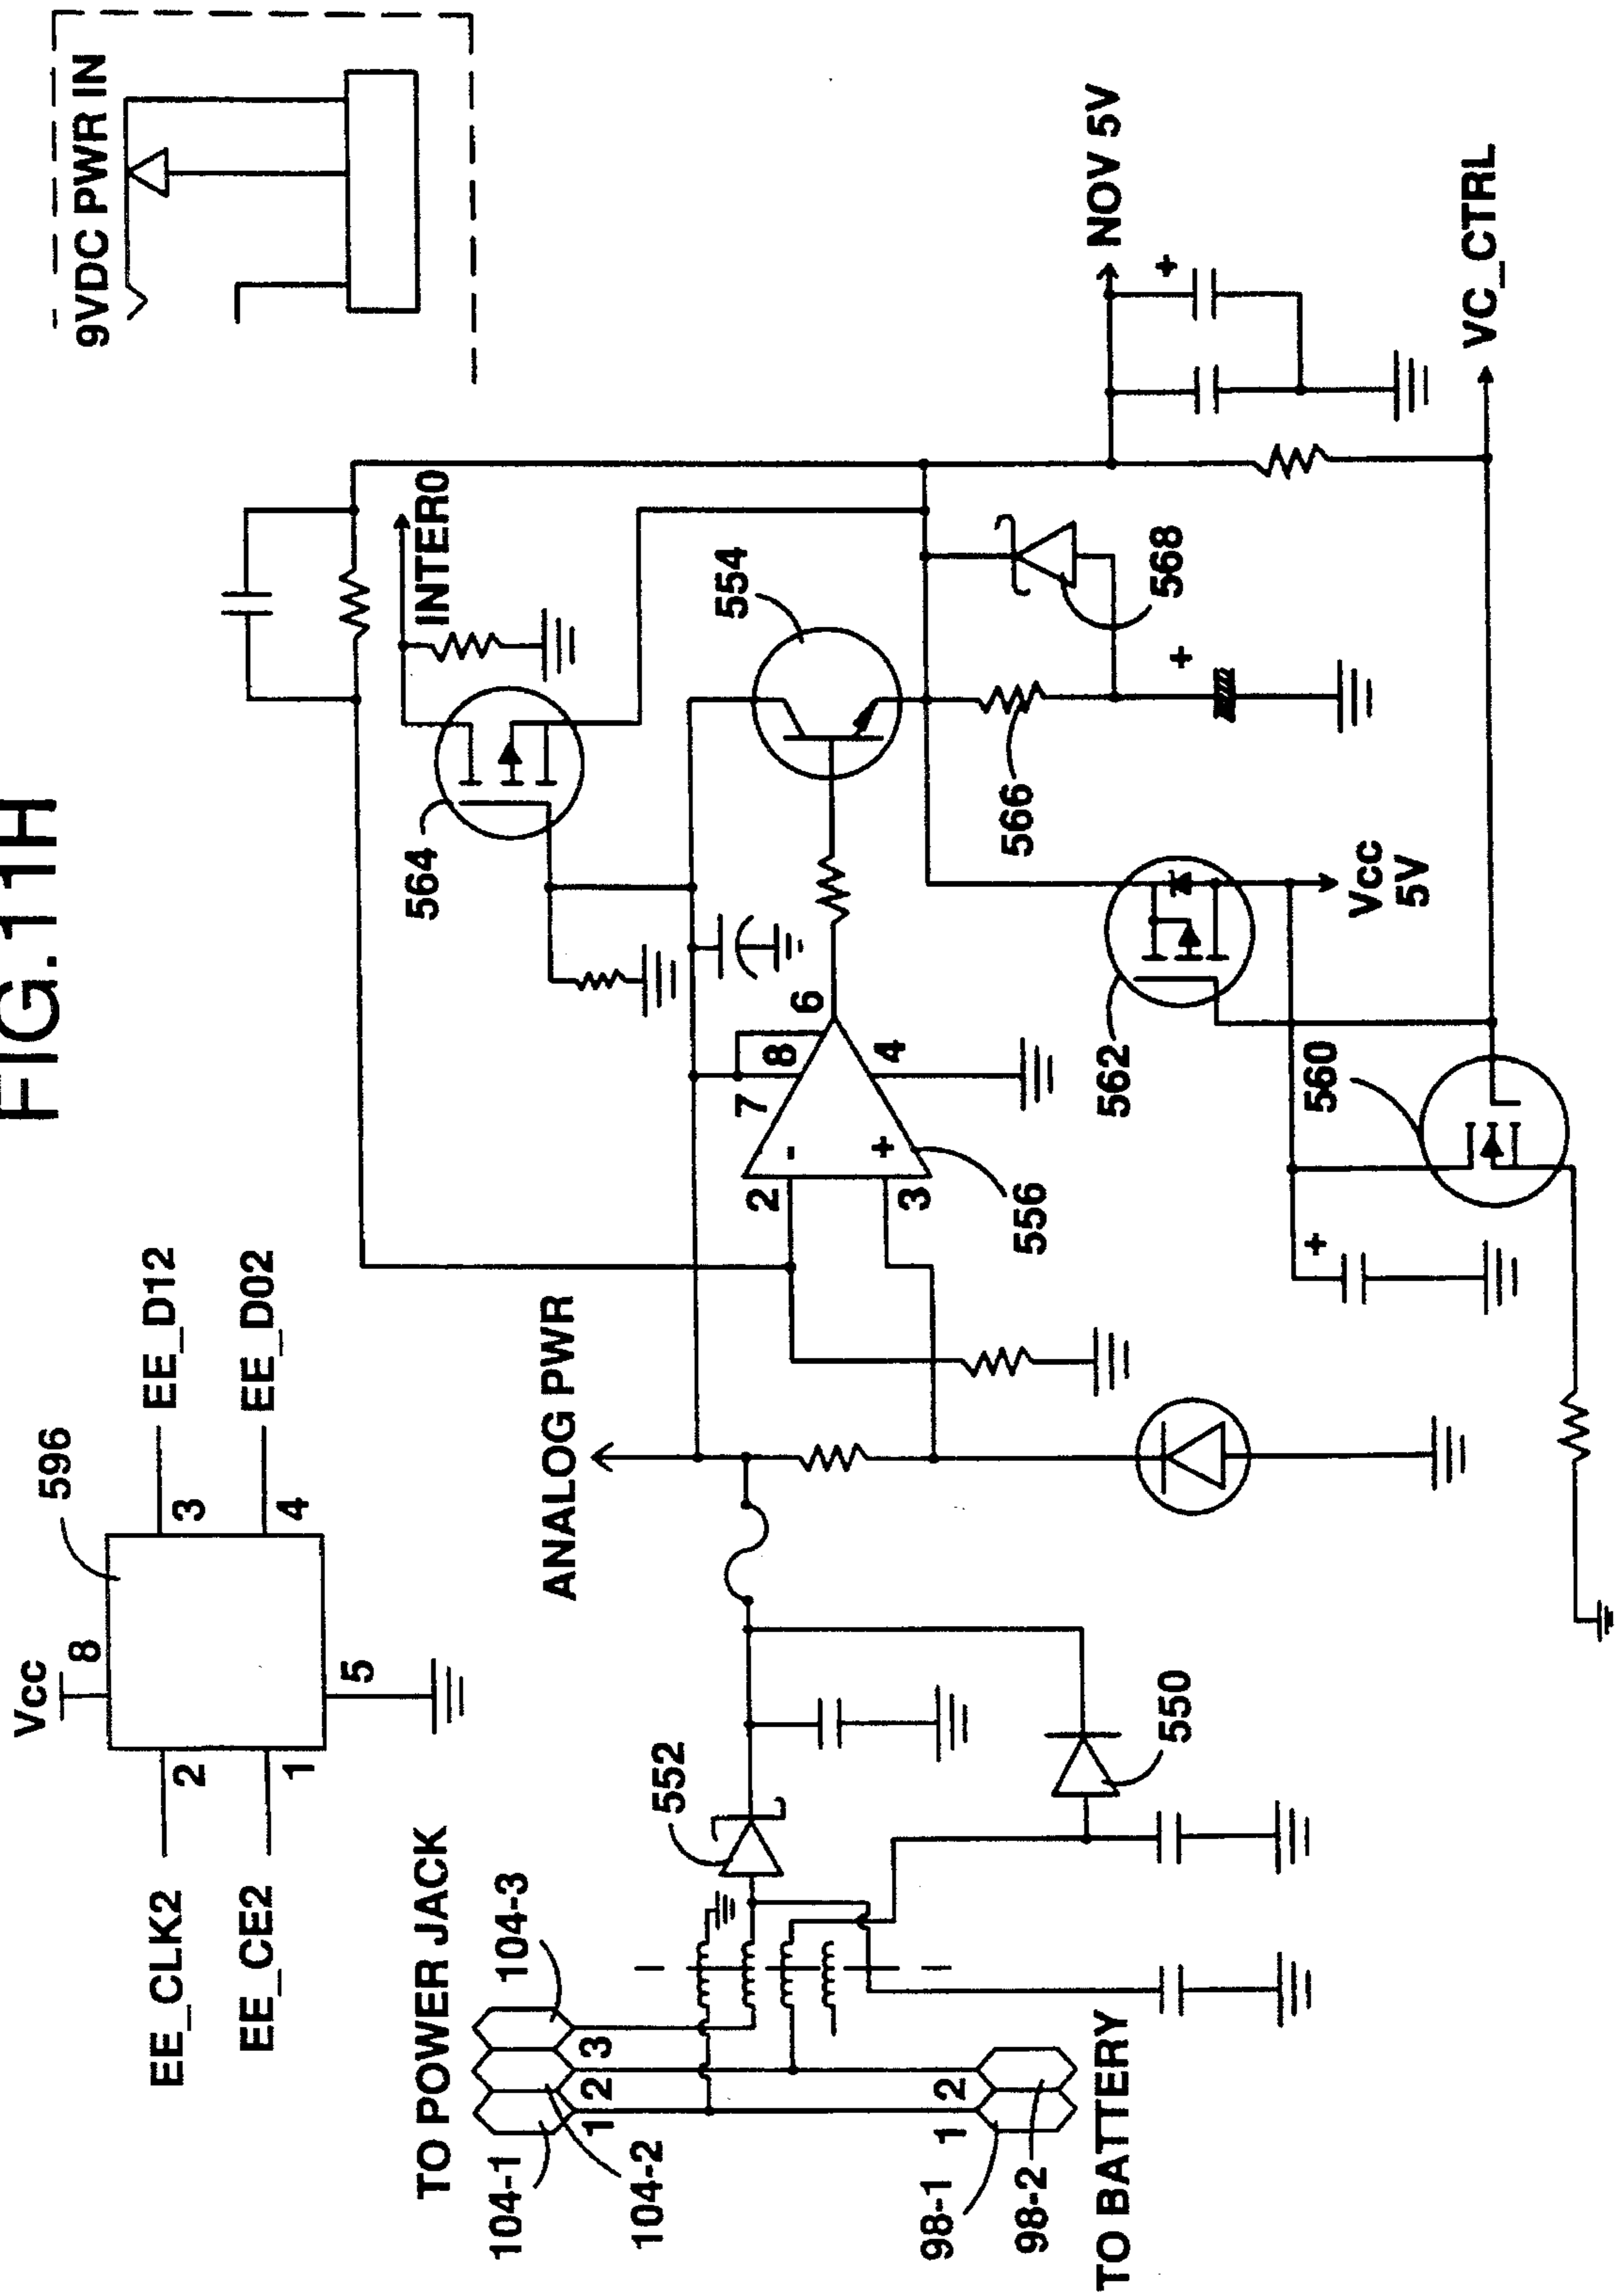 FIG.11H
9VDC PWR IN
Vcc
8
596
EE_CLK2
2
3
EE_D12
EE_CE2
1
4
EE_D02
5
TO POWER JACK
104-1
104-2
104-3
1
2
3
98-1
98-2
1
2
TO BATTERY
552
550
ANALOG PWR
2
3
-
+
7
8
6
4
556
564
INTER0
554
566
568
+
562
560
+
Vcc
5V
NOV 5V
+
VC_CTRL